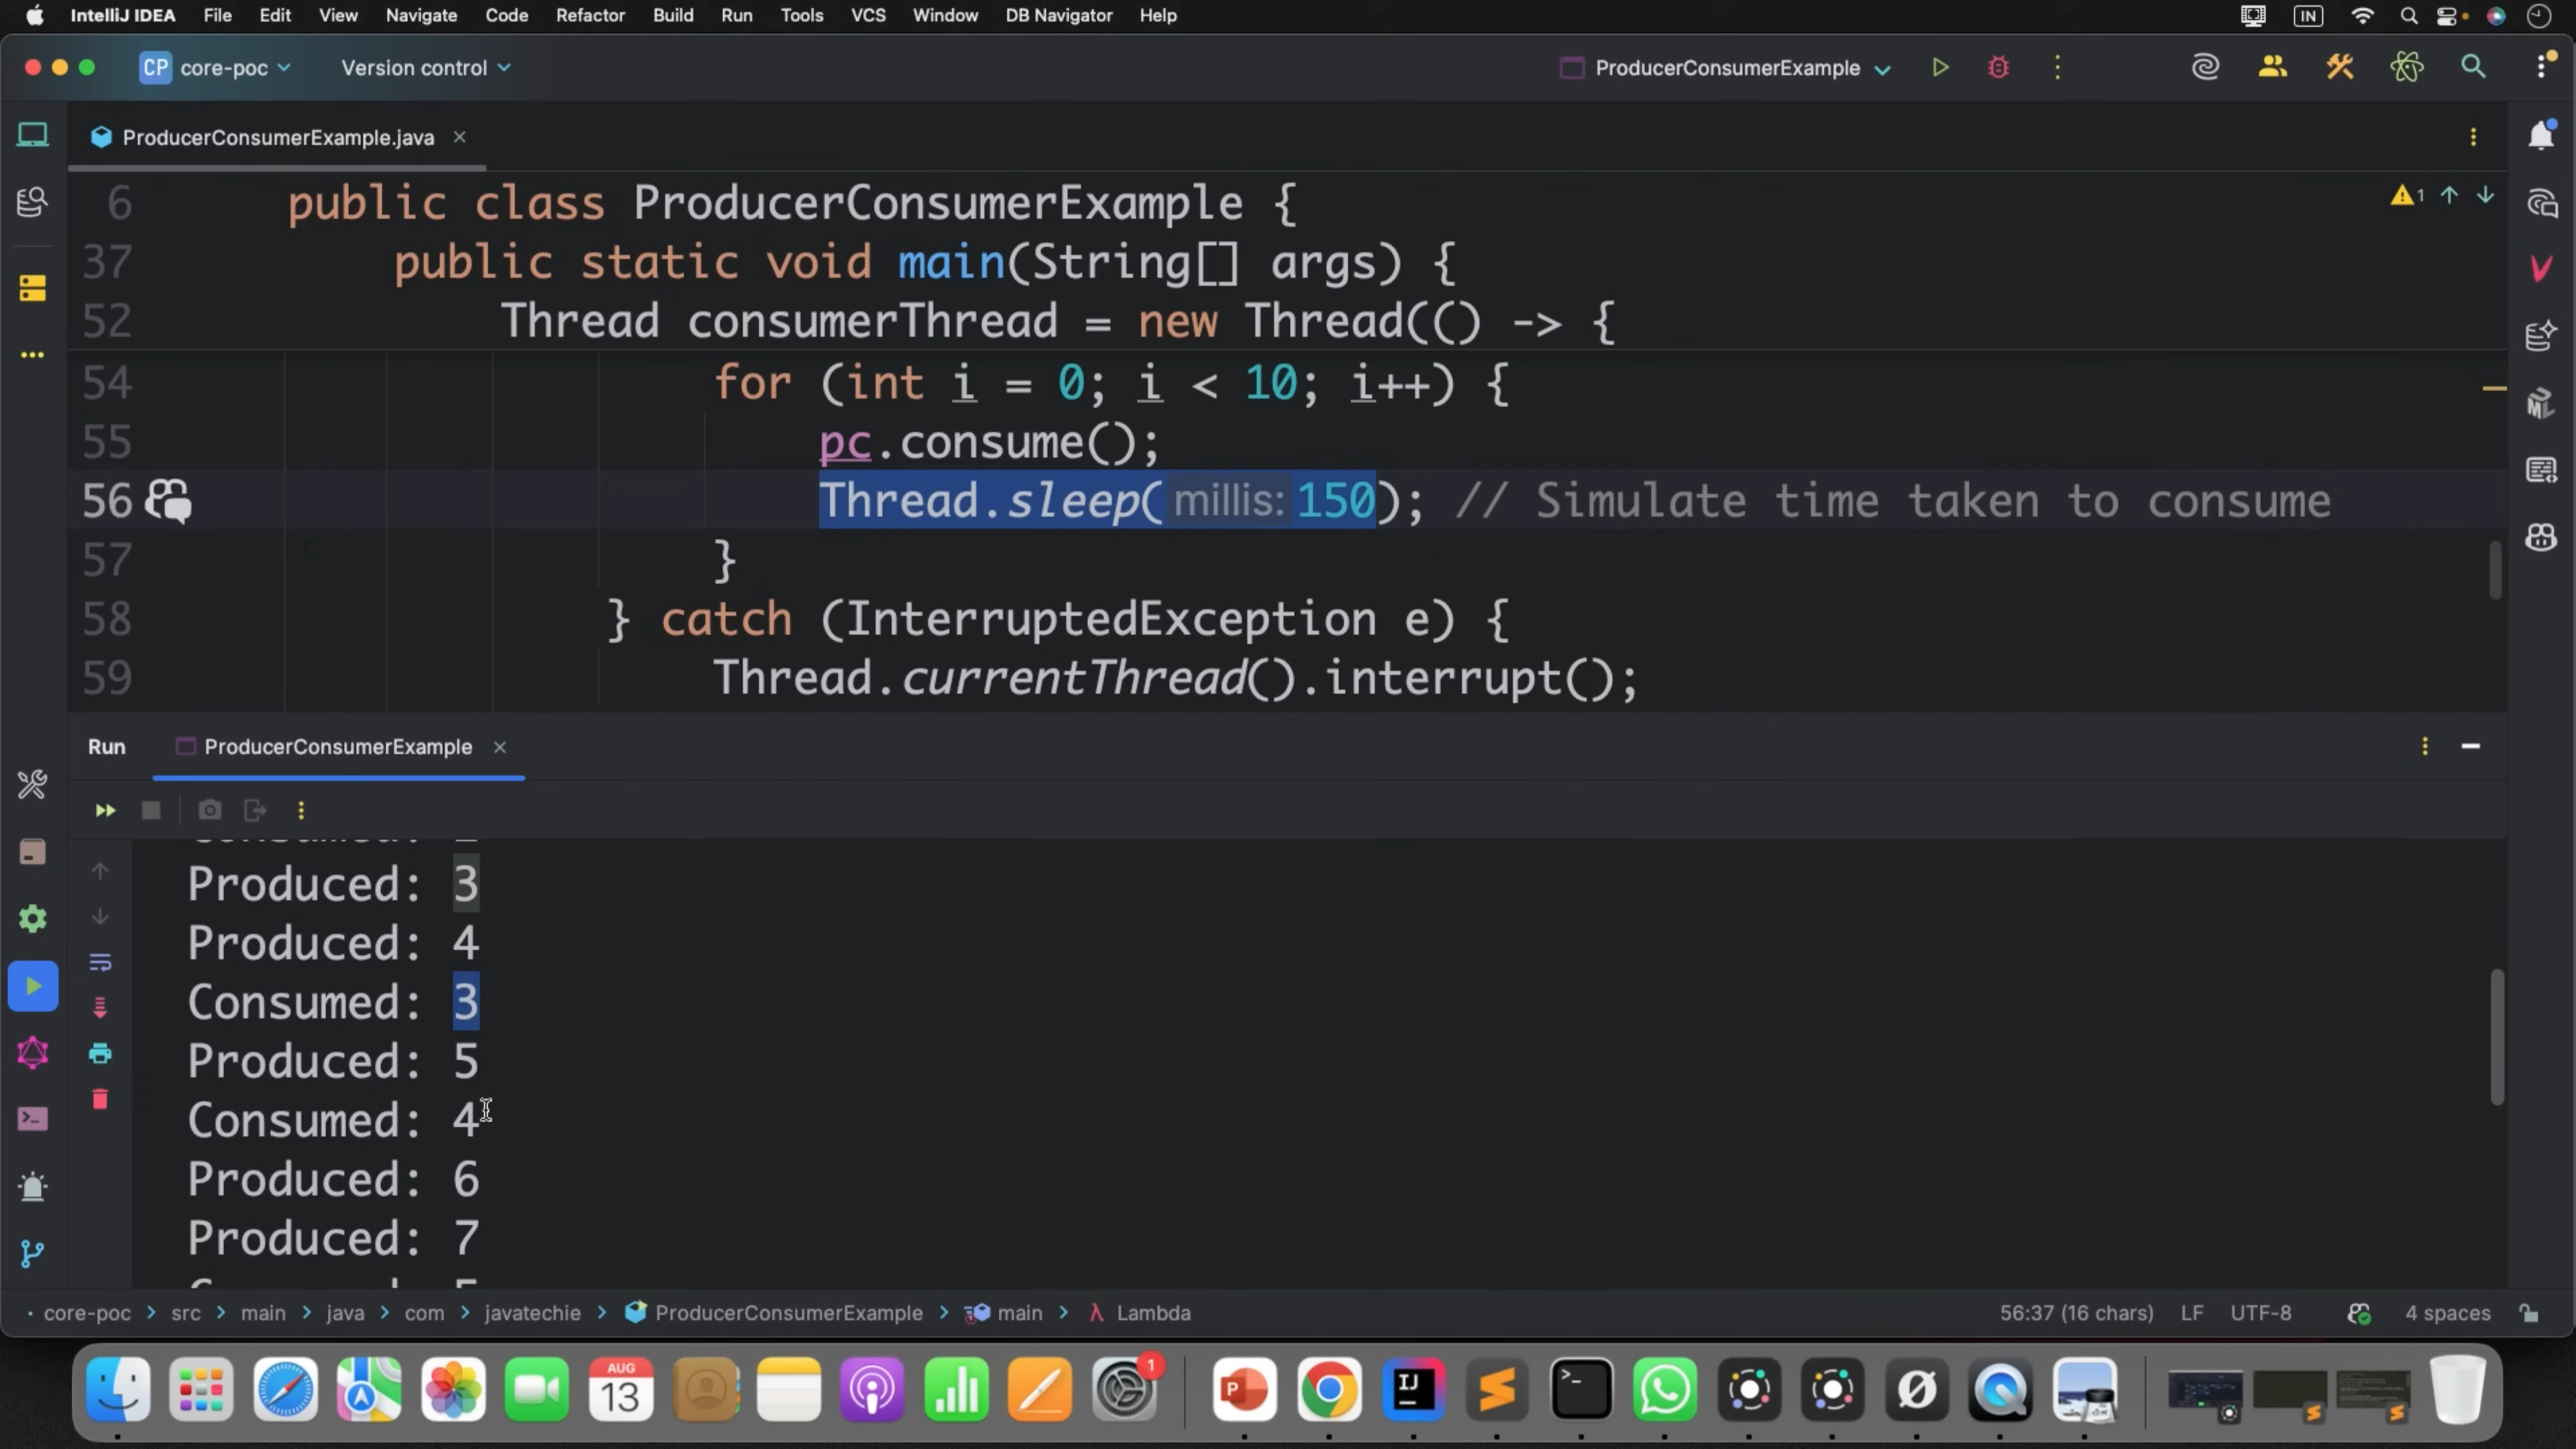 IntelliJ IDEA File Edit View Navigate Code Refactor Build Run Tools VCS Window DB Navigator Help IN
CP core-poc Version control ProducerConsumerExample
ProducerConsumerExample.java
6 public class ProducerConsumerExample { 1
37 public static void main(String[] args) {
52 Thread consumerThread = new Thread(() -> {
54 for (int i = 0; i < 10; i++) {
55 pc.consume();
56 Thread.sleep( millis: 150); // Simulate time taken to consume
57 }
58 } catch (InterruptedException e) {
59 Thread.currentThread().interrupt();
Run ProducerConsumerExample
Produced: 3
Produced: 4
Consumed: 3
Produced: 5
Consumed: 4
Produced: 6
Produced: 7
core-poc > src > main > java > com > javatechie > ProducerConsumerExample > main > Lambda 56:37 (16 chars) LF UTF-8 4 spaces
AUG
13
1
P
IJ